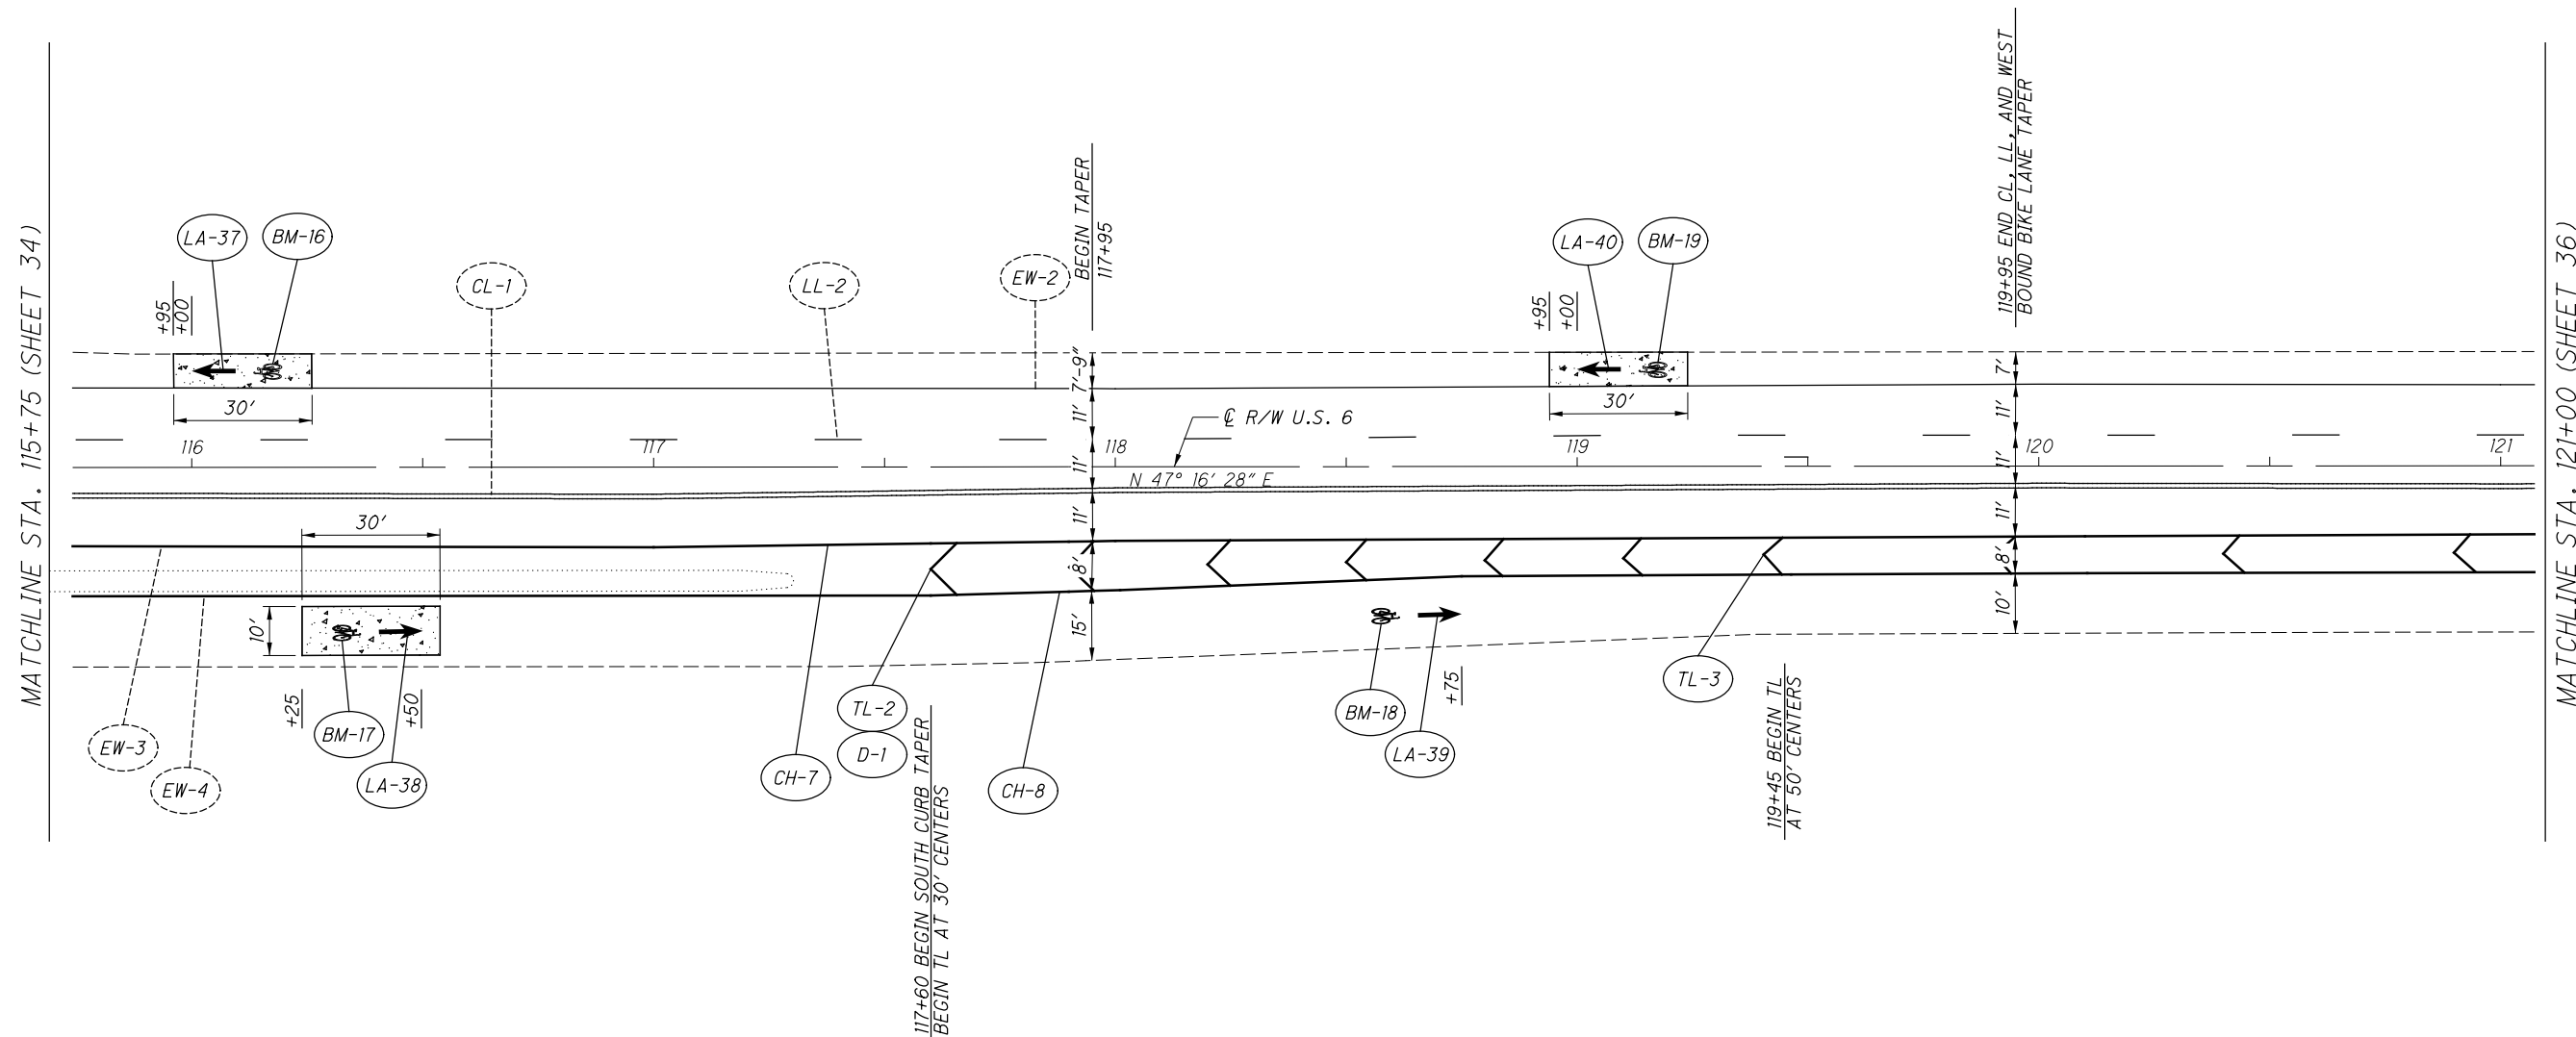 MATCHLINE STA. 115+75 (SHEET 34)
LA-37
BM-16
+95
+00
30'
CL-1
LL-2
EW-2
BEGIN TAPER
117+95
LA-40
BM-19
+95
+00
30'
119+95 END CL, LL, AND WEST
BOUND BIKE LANE TAPER
7'-9"
11'
11'
11'
8'
15'
7'
11'
11'
11'
8'
10'
116
117
118
119
120
121
℄ R/W U.S. 6
N 47° 16' 28" E
30'
10'
+25
+50
BM-17
LA-38
EW-3
EW-4
CH-7
TL-2
D-1
117+60 BEGIN SOUTH CURB TAPER
BEGIN TL AT 30' CENTERS
CH-8
BM-18
LA-39
+75
TL-3
119+45 BEGIN TL
AT 50' CENTERS
MATCHLINE STA. 121+00 (SHEET 36)